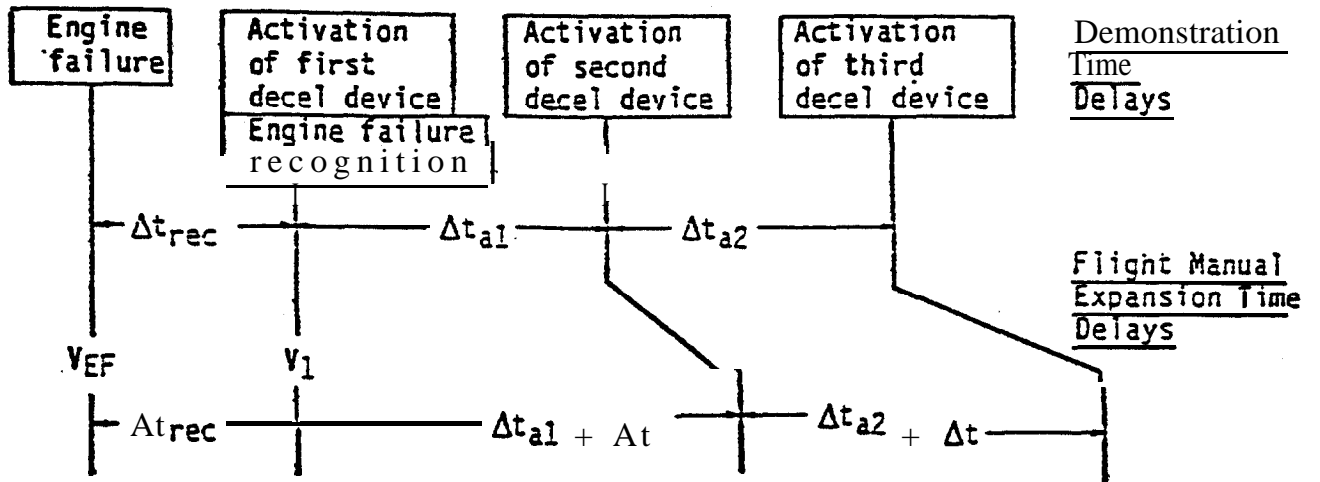 Engine
failure
Activation
of first
decel device
Engine failure
recognition
Activation
of second
decel device
Activation
of third
decel device
Demonstration
Time
Delays
Δtrec
Δta1
Δta2
Flight Manual
Expansion Time
Delays
VEF
V1
Atrec
Δta1 + At
Δta2 + Δt